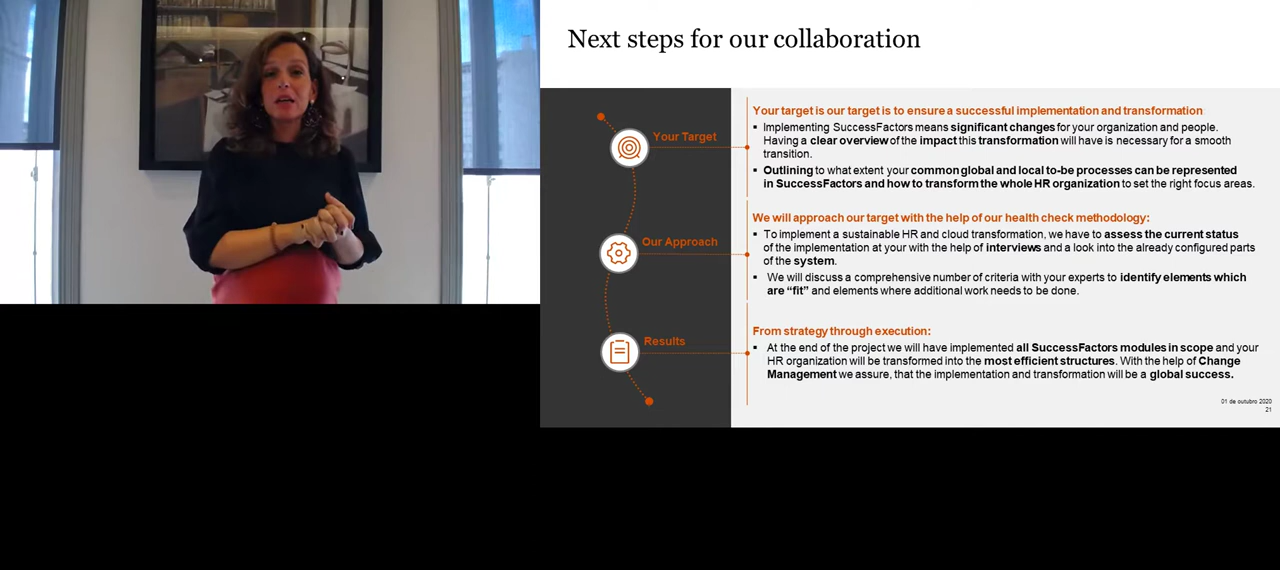 Next steps for our collaboration
Your Target
Your target is our target is to ensure a successful implementation and transformation
▪ Implementing SuccessFactors means significant changes for your organization and people.
Having a clear overview of the impact this transformation will have is necessary for a smooth
transition.
▪ Outlining to what extent your common global and local to-be processes can be represented
in SuccessFactors and how to transform the whole HR organization to set the right focus areas.
Our Approach
We will approach our target with the help of our health check methodology:
▪ To implement a sustainable HR and cloud transformation, we have to assess the current status
of the implementation at your with the help of interviews and a look into the already configured parts
of the system.
▪ We will discuss a comprehensive number of criteria with your experts to identify elements which
are “fit” and elements where additional work needs to be done.
Results
From strategy through execution:
▪ At the end of the project we will have implemented all SuccessFactors modules in scope and your
HR organization will be transformed into the most efficient structures. With the help of Change
Management we assure, that the implementation and transformation will be a global success.
01 de outubro 2020
21